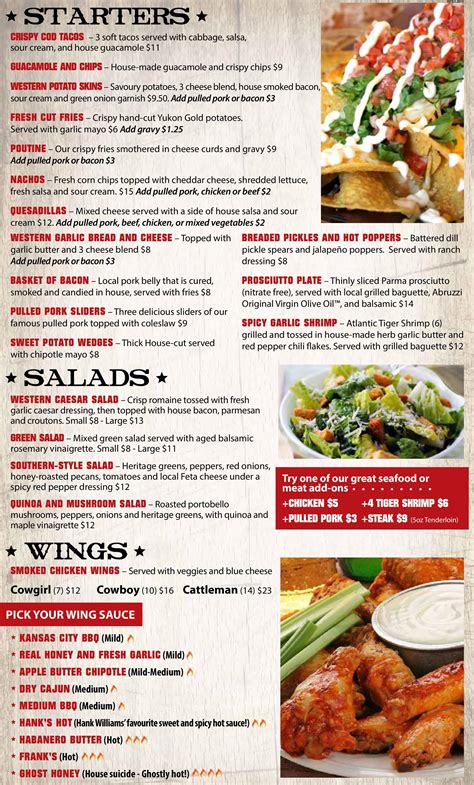 STARTERS
CRISPY COD TACOS – 3 soft tacos served with cabbage, salsa,
sour cream, and house guacamole $11
GUACAMOLE AND CHIPS – House-made guacamole and crispy chips $9
WESTERN POTATO SKINS – Savoury potatoes, 3 cheese blend, house smoked bacon,
sour cream and green onion garnish $9.50. Add pulled pork or bacon $3
FRESH CUT FRIES – Crispy hand-cut Yukon Gold potatoes.
Served with garlic mayo $6 Add gravy $1.25
POUTINE – Our crispy fries smothered in cheese curds and gravy $9
Add pulled pork or bacon $3
NACHOS – Fresh corn chips topped with cheddar cheese, shredded lettuce,
fresh salsa and sour cream. $15 Add pulled pork, chicken or beef $2
QUESADILLAS – Mixed cheese served with a side of house salsa and sour
cream $12. Add pulled pork, beef, chicken, or mixed vegetables $2
WESTERN GARLIC BREAD AND CHEESE – Topped with
garlic butter and 3 cheese blend $8
Add pulled pork or bacon $3
BASKET OF BACON – Local pork belly that is cured,
smoked and candied in house, served with fries $8
PULLED PORK SLIDERS – Three delicious sliders of our
famous pulled pork topped with coleslaw $9
SWEET POTATO WEDGES – Thick House-cut served
with chipotle mayo $8
BREADED PICKLES AND HOT POPPERS – Battered dill
pickle spears and jalapeño poppers. Served with ranch
dressing $8
PROSCIUTTO PLATE – Thinly sliced Parma prosciutto
(nitrate free), served with local grilled baguette, Abruzzi
Original Virgin Olive Oil™, and balsamic $14
SPICY GARLIC SHRIMP – Atlantic Tiger Shrimp (6)
grilled and tossed in house-made herb garlic butter and
red pepper chili flakes. Served with grilled baguette $12
SALADS
WESTERN CAESAR SALAD – Crisp romaine tossed with fresh
garlic caesar dressing, then topped with house bacon, parmesan
and croutons. Small $8 - Large $13
GREEN SALAD – Mixed green salad served with aged balsamic
rosemary vinaigrette. Small $8 - Large $11
SOUTHERN-STYLE SALAD – Heritage greens, peppers, red onions,
honey-roasted pecans, tomatoes and local Feta cheese under a
spicy red pepper dressing $12
QUINOA AND MUSHROOM SALAD – Roasted portobello
mushrooms, peppers, onions and heritage greens, with quinoa and
maple vinaigrette $12
Try one of our great seafood or
meat add-ons
+CHICKEN $5 +4 TIGER SHRIMP $6
+PULLED PORK $3 +STEAK $9 (5oz Tenderloin)
WINGS
SMOKED CHICKEN WINGS – Served with veggies and blue cheese
Cowgirl (7) $12 Cowboy (10) $16 Cattleman (14) $23
PICK YOUR WING SAUCE
KANSAS CITY BBQ (Mild)
REAL HONEY AND FRESH GARLIC (Mild)
APPLE BUTTER CHIPOTLE (Mild-Medium)
DRY CAJUN (Medium)
MEDIUM BBQ (Medium)
HANK'S HOT (Hank Williams' favourite sweet and spicy hot sauce!)
HABANERO BUTTER (Hot)
FRANK'S (Hot)
GHOST HONEY (House suicide - Ghostly hot!)